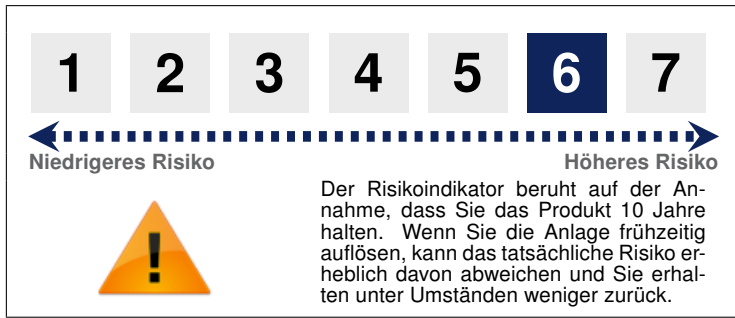 1 2 3 4 5 6 7
Niedrigeres Risiko Höheres Risiko
Der Risikoindikator beruht auf der An-
nahme, dass Sie das Produkt 10 Jahre
halten. Wenn Sie die Anlage frühzeitig
auflösen, kann das tatsächliche Risiko er-
heblich davon abweichen und Sie erhal-
ten unter Umständen weniger zurück.